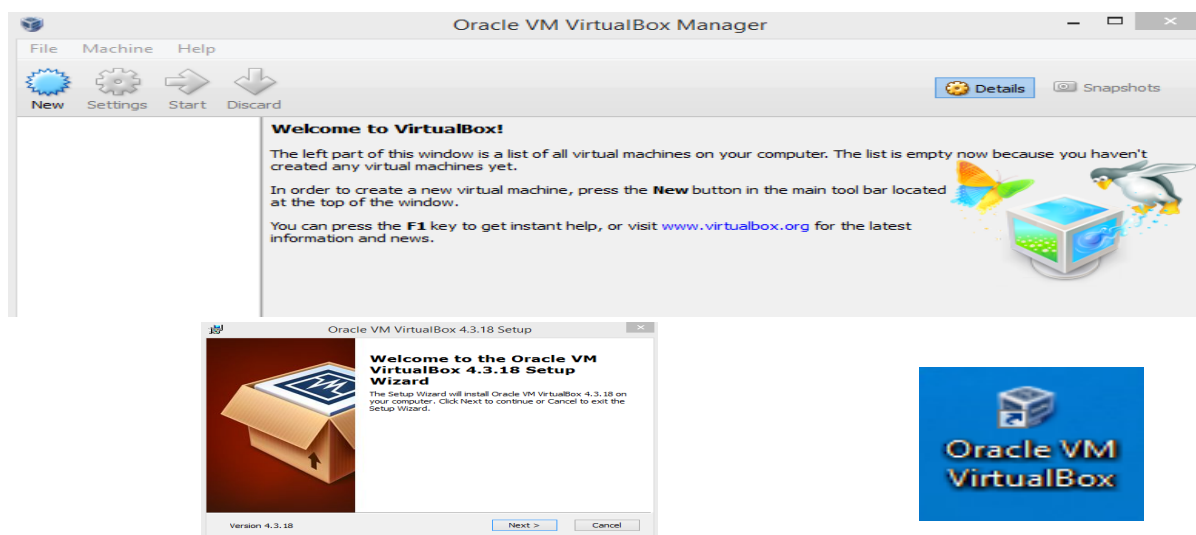 Oracle VM VirtualBox Manager
File Machine Help
New Settings Start Discard
Details Snapshots
Welcome to VirtualBox!
The left part of this window is a list of all virtual machines on your computer. The list is empty now because you haven't
created any virtual machines yet.
In order to create a new virtual machine, press the New button in the main tool bar located
at the top of the window.
You can press the F1 key to get instant help, or visit www.virtualbox.org for the latest
information and news.
Oracle VM VirtualBox 4.3.18 Setup
Welcome to the Oracle VM
VirtualBox 4.3.18 Setup
Wizard
The Setup Wizard will install Oracle VM VirtualBox 4.3.18 on
your computer. Click Next to continue or Cancel to exit the
Setup Wizard.
Version 4.3.18
Next > Cancel
Oracle VM
VirtualBox